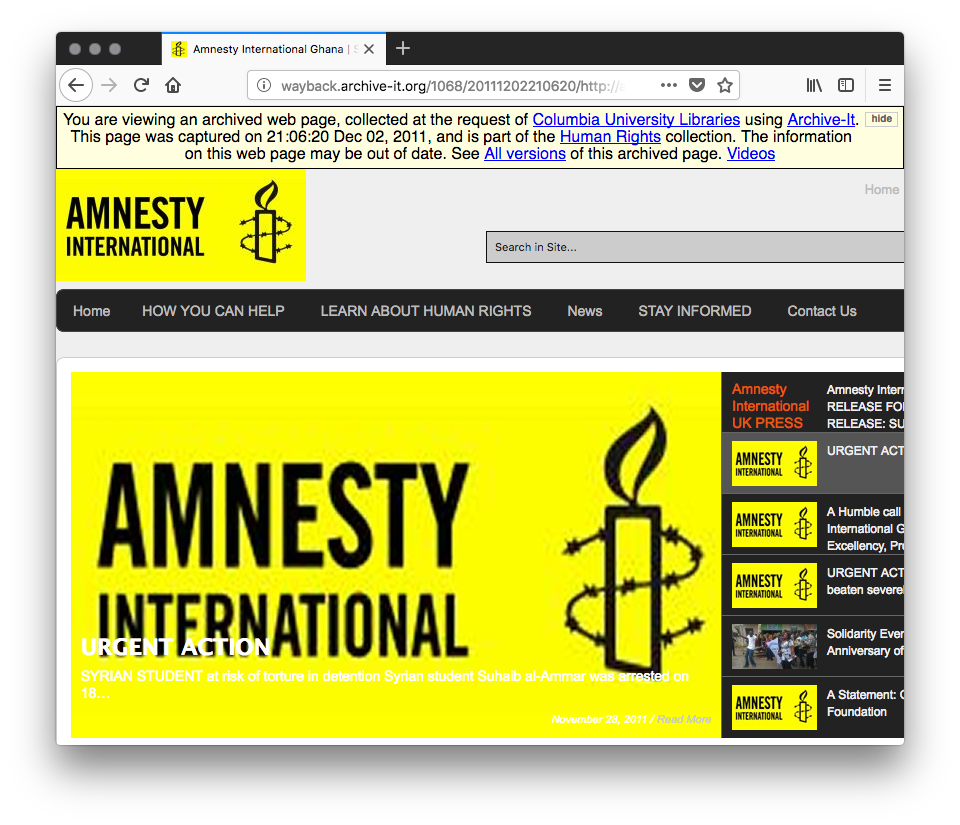 Amnesty International Ghana | S
wayback.archive-it.org/1068/20111202210620/http://a
You are viewing an archived web page, collected at the request of Columbia University Libraries using Archive-It. hide
This page was captured on 21:06:20 Dec 02, 2011, and is part of the Human Rights collection. The information
on this web page may be out of date. See All versions of this archived page. Videos
AMNESTY
INTERNATIONAL
Home
Search in Site...
Home HOW YOU CAN HELP LEARN ABOUT HUMAN RIGHTS News STAY INFORMED Contact Us
AMNESTY
INTERNATIONAL
URGENT ACTION
SYRIAN STUDENT at risk of torture in detention Syrian student Suhaib al-Ammar was arrested on
18...
November 28, 2011 / Read More
Amnesty
International
UK PRESS
Amnesty Intern
RELEASE FO
RELEASE: SU
AMNESTY
INTERNATIONAL
URGENT ACT
AMNESTY
INTERNATIONAL
A Humble call
International G
Excellency, Pre
AMNESTY
INTERNATIONAL
URGENT ACT
beaten severe
Solidarity Ever
Anniversary of
AMNESTY
INTERNATIONAL
A Statement: C
Foundation